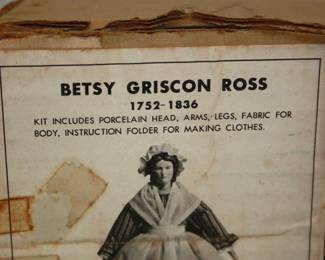 BETSY GRISCON ROSS
1752-1836
KIT INCLUDES PORCELAIN HEAD, ARMS, LEGS, FABRIC FOR
BODY, INSTRUCTION FOLDER FOR MAKING CLOTHES.